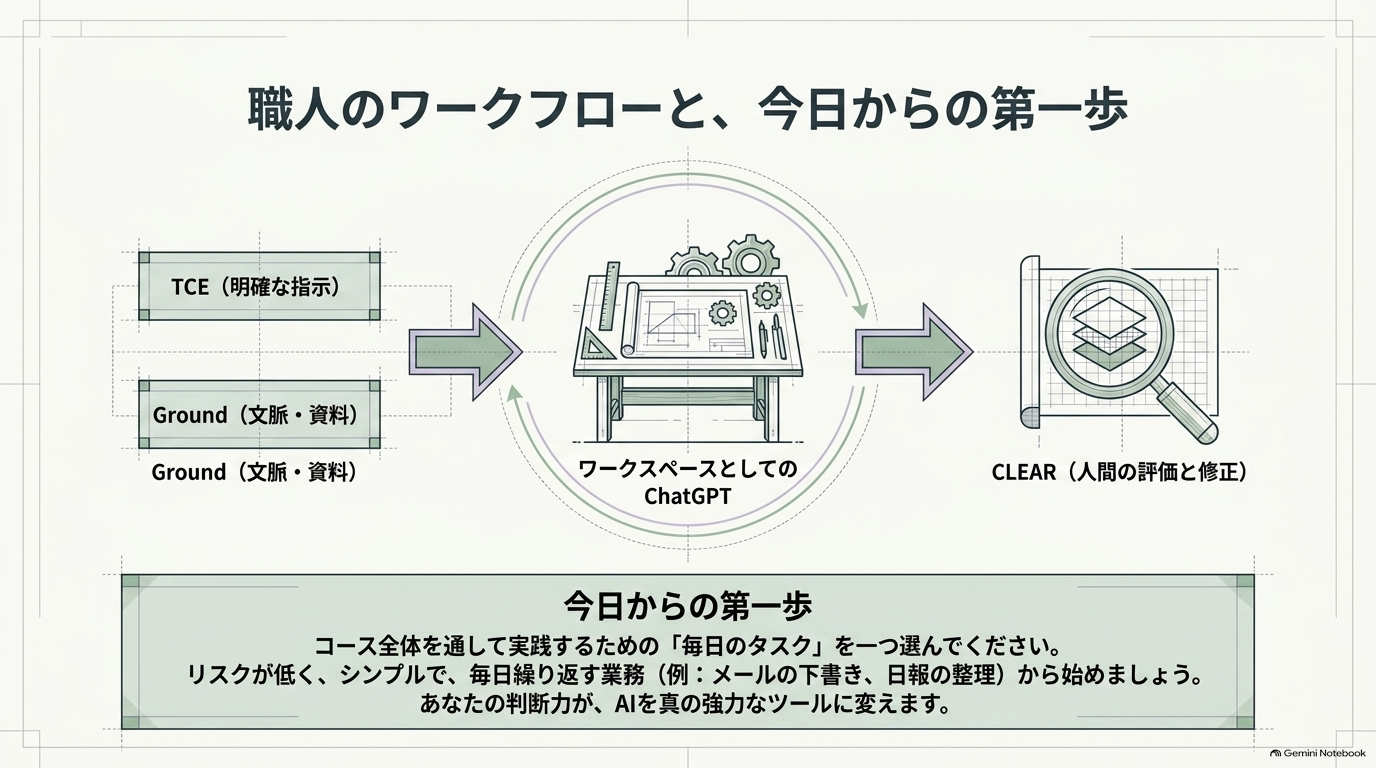 職人のワークフローと、今日からの第一歩
TCE（明確な指示）
Ground（文脈・資料）
Ground（文脈・資料）
ワークスペースとしての
ChatGPT
CLEAR（人間の評価と修正）
今日からの第一歩
コース全体を通して実践するための「毎日のタスク」を一つ選んでください。
リスクが低く、シンプルで、毎日繰り返す業務（例：メールの下書き、日報の整理）から始めましょう。
あなたの判断力が、AIを真の強力なツールに変えます。
Gemini Notebook